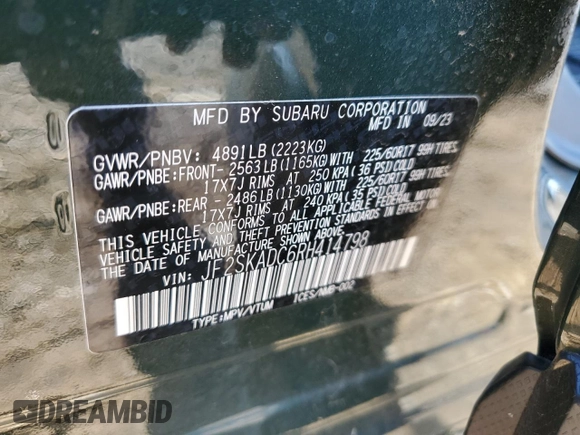 MFD BY SUBARU CORPORATION
MFD IN 09/23
GVWR/PNBV: 4891LB(2223KG)
GAWR/PNBE:FRONT- 2563LB(1165KG)WITH 225/60R17 99H TIRES,
17X7J RIMS AT 250 KPA(36 PSI)COLD
GAWR/PNBE:REAR - 2486LB(1130KG)WITH 225/60R17 99H TIRES,
17X7J RIMS AT 240 KPA(35 PSI)COLD
THIS VEHICLE CONFORMS TO ALL APPLICABLE FEDERAL MOTOR
VEHICLE SAFETY AND THEFT PREVENTION STANDARDS IN EFFECT ON THE
DATE OF MANUFACTURE SHOWN ABOVE.
VIN: JF2SKADC6RH414798
TYPE:MPV/VTUM ICES/NMB-002
DREAMBID